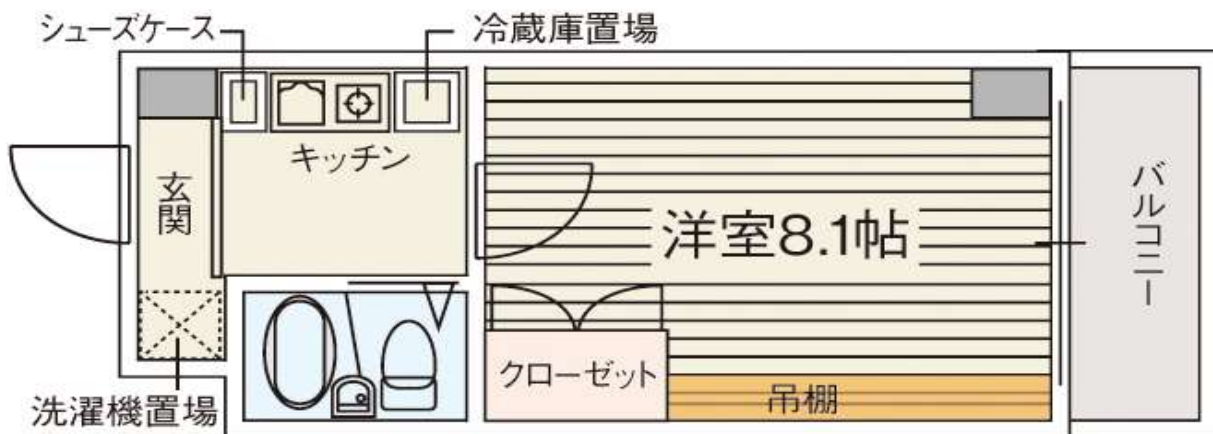 シューズケース
冷蔵庫置場
キッチン
玄関
洋室8.1帖
バルコニー
クローゼット
吊棚
洗濯機置場